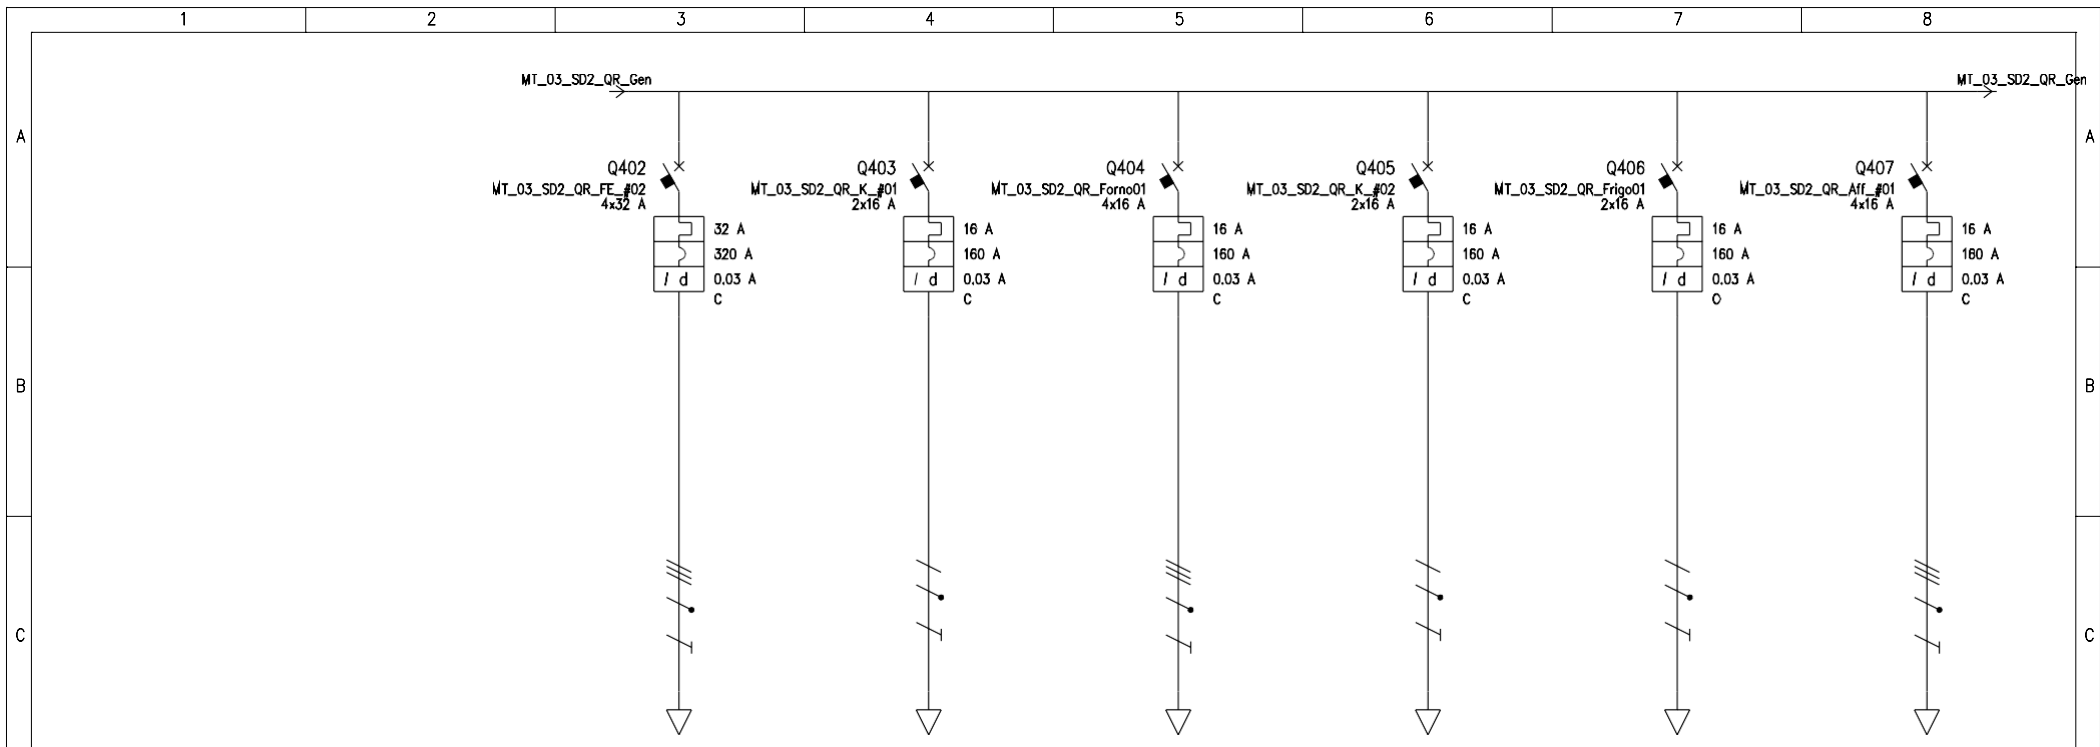 1 2 3 4 5 6 7 8
MT_03_SD2_QR_Gen MT_03_SD2_QR_Gen
A A
Q402 Q403 Q404 Q405 Q406 Q407
MT_03_SD2_QR_FE_#02 MT_03_SD2_QR_K_#01 MT_03_SD2_QR_Forno01 MT_03_SD2_QR_K_#02 MT_03_SD2_QR_Frigo01 MT_03_SD2_QR_Aff_#01
4x32 A 2x16 A 4x16 A 2x16 A 2x16 A 4x16 A
32 A 16 A 16 A 16 A 16 A 16 A
320 A 160 A 160 A 160 A 160 A 160 A
I d 0.03 A I d 0.03 A I d 0.03 A I d 0.03 A I d 0.03 A I d 0.03 A
C C C C O C
B B
C C